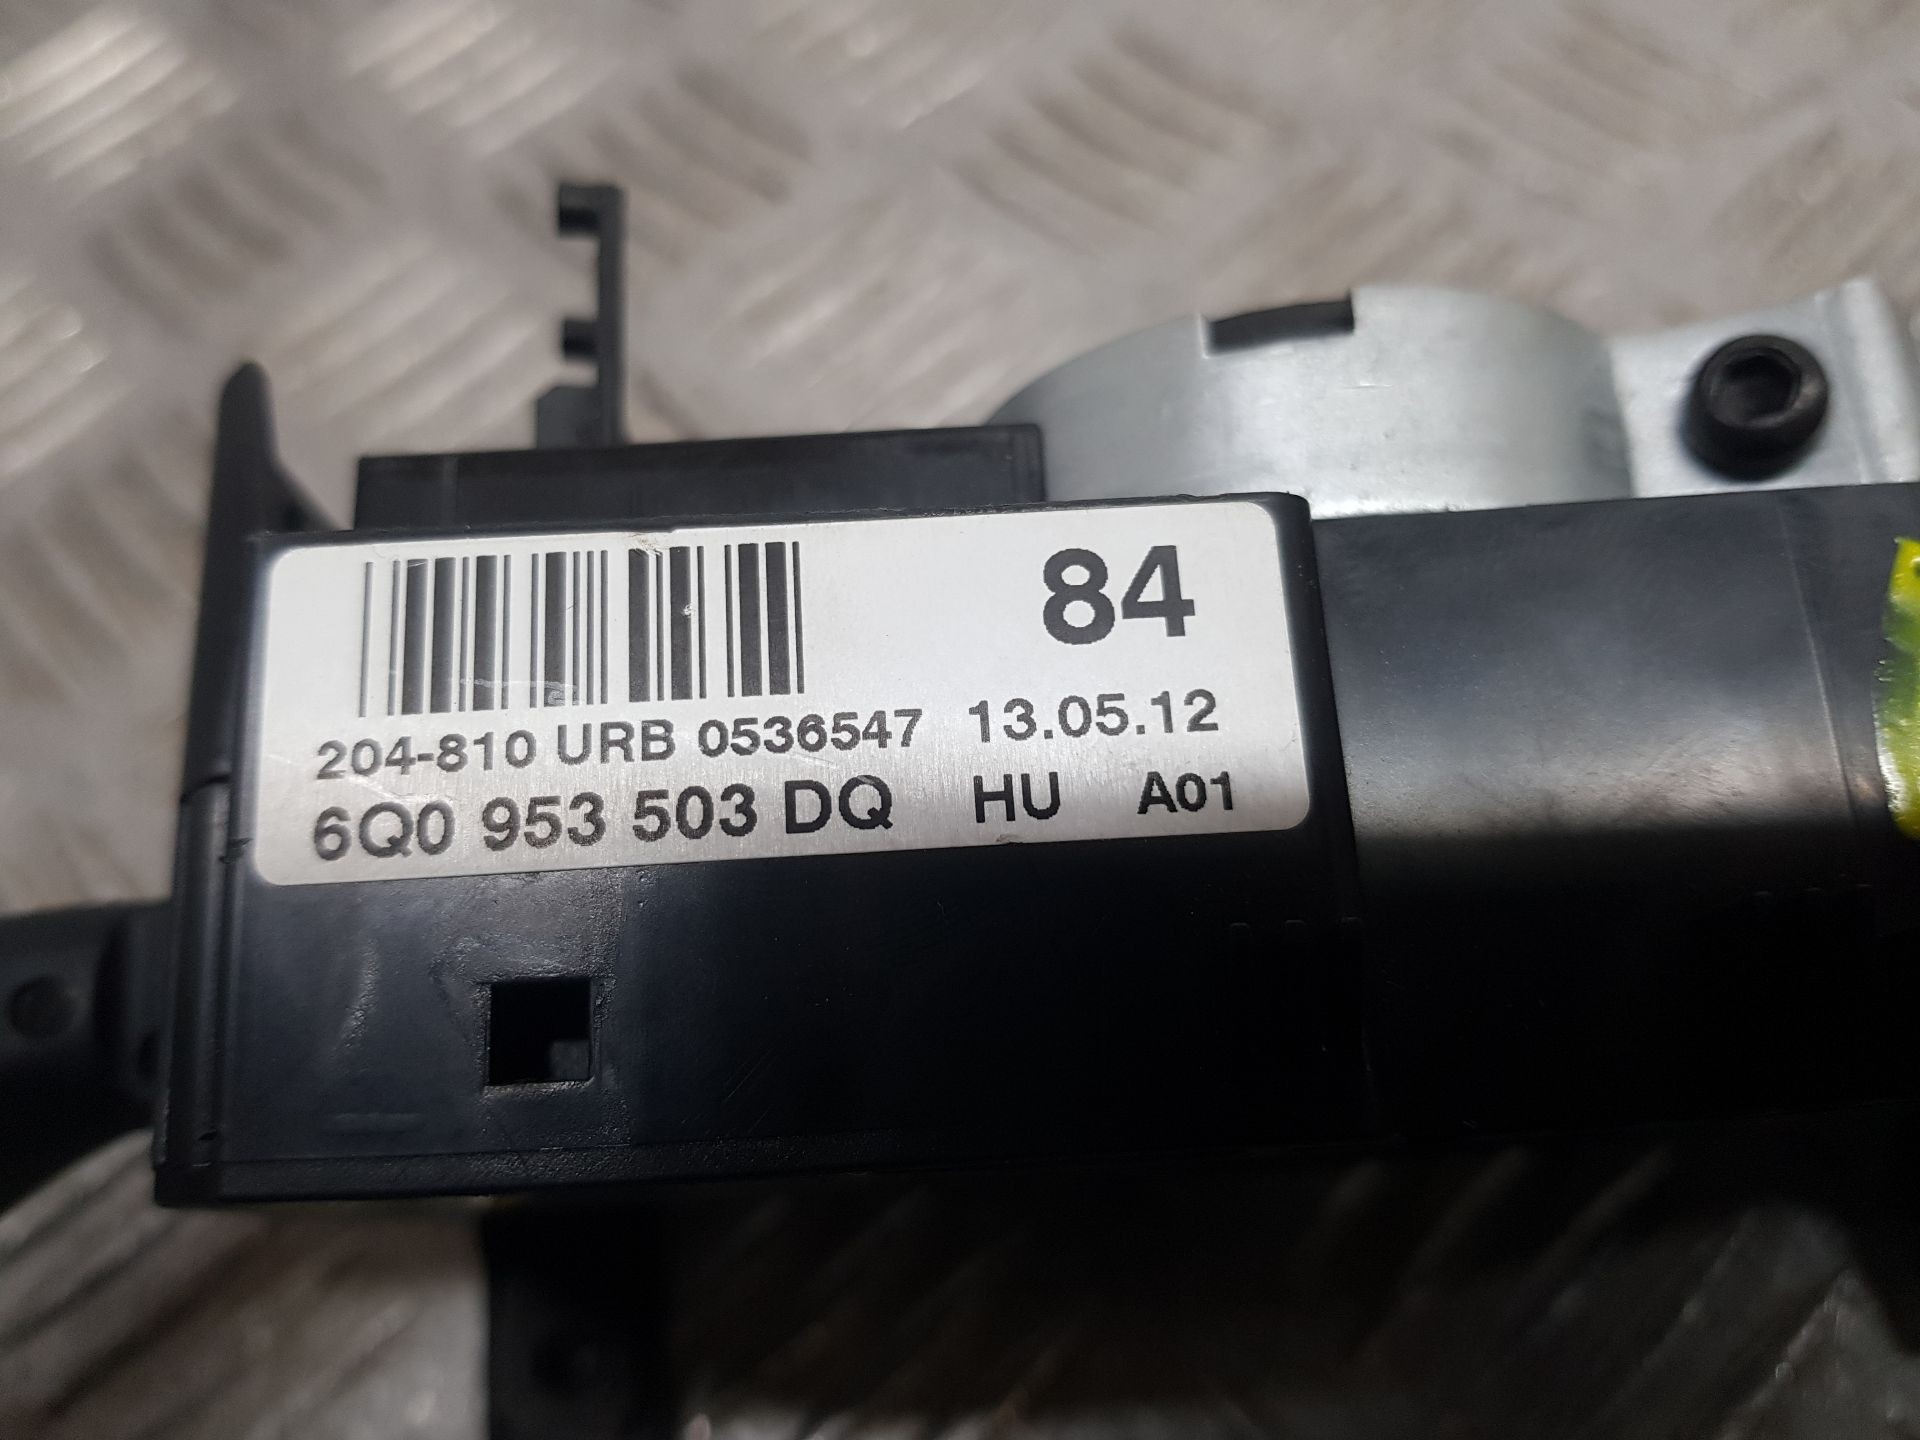 84
204-810 URB 0536547 13.05.12
6Q0 953 503 DQ HU A01